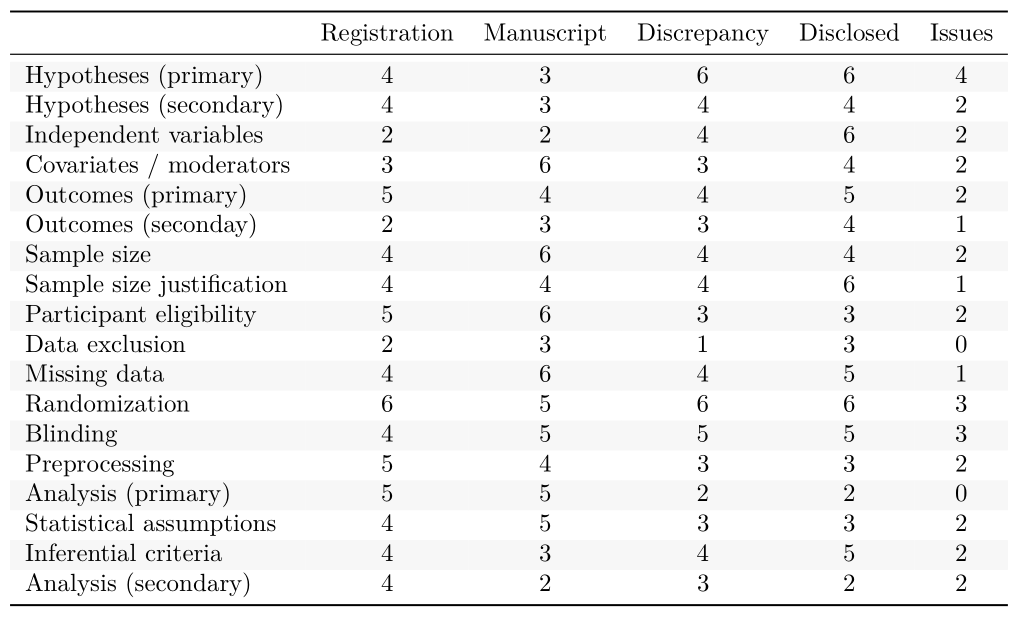 Registration Manuscript Discrepancy Disclosed Issues
Hypotheses (primary) 4 3 6 6 4
Hypotheses (secondary) 4 3 4 4 2
Independent variables 2 2 4 6 2
Covariates / moderators 3 6 3 4 2
Outcomes (primary) 5 4 4 5 2
Outcomes (seconday) 2 3 3 4 1
Sample size 4 6 4 4 2
Sample size justification 4 4 4 6 1
Participant eligibility 5 6 3 3 2
Data exclusion 2 3 1 3 0
Missing data 4 6 4 5 1
Randomization 6 5 6 6 3
Blinding 4 5 5 5 3
Preprocessing 5 4 3 3 2
Analysis (primary) 5 5 2 2 0
Statistical assumptions 4 5 3 3 2
Inferential criteria 4 3 4 5 2
Analysis (secondary) 4 2 3 2 2